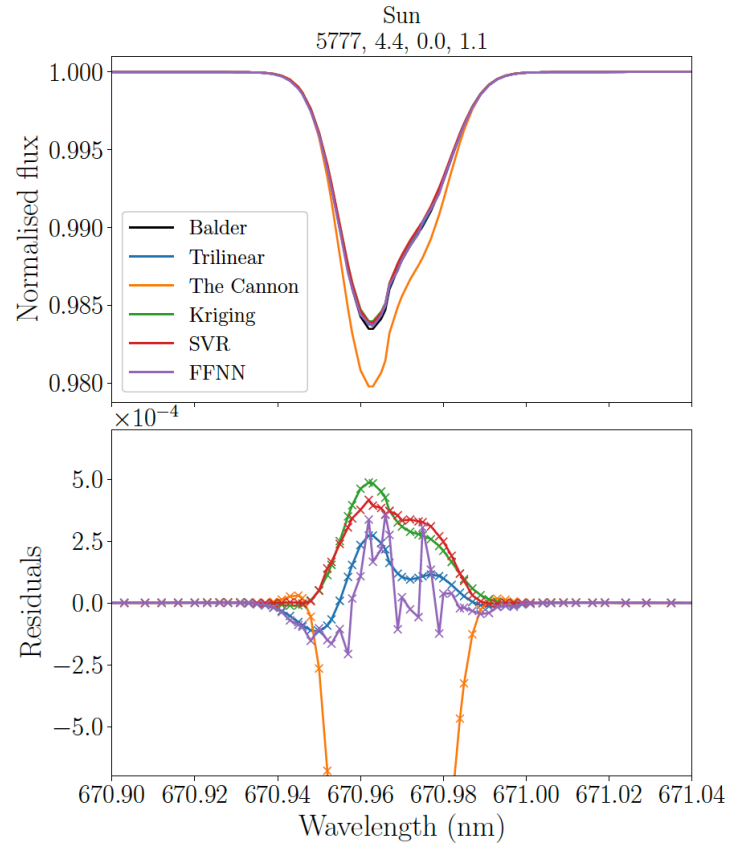 Sun
5777, 4.4, 0.0, 1.1
1.000
0.995
0.990
0.985
0.980
Normalised flux
Balder
Trilinear
The Cannon
Kriging
SVR
FFNN
×10⁻⁴
5.0
2.5
0.0
−2.5
−5.0
Residuals
670.90 670.92 670.94 670.96 670.98 671.00 671.02 671.04
Wavelength (nm)